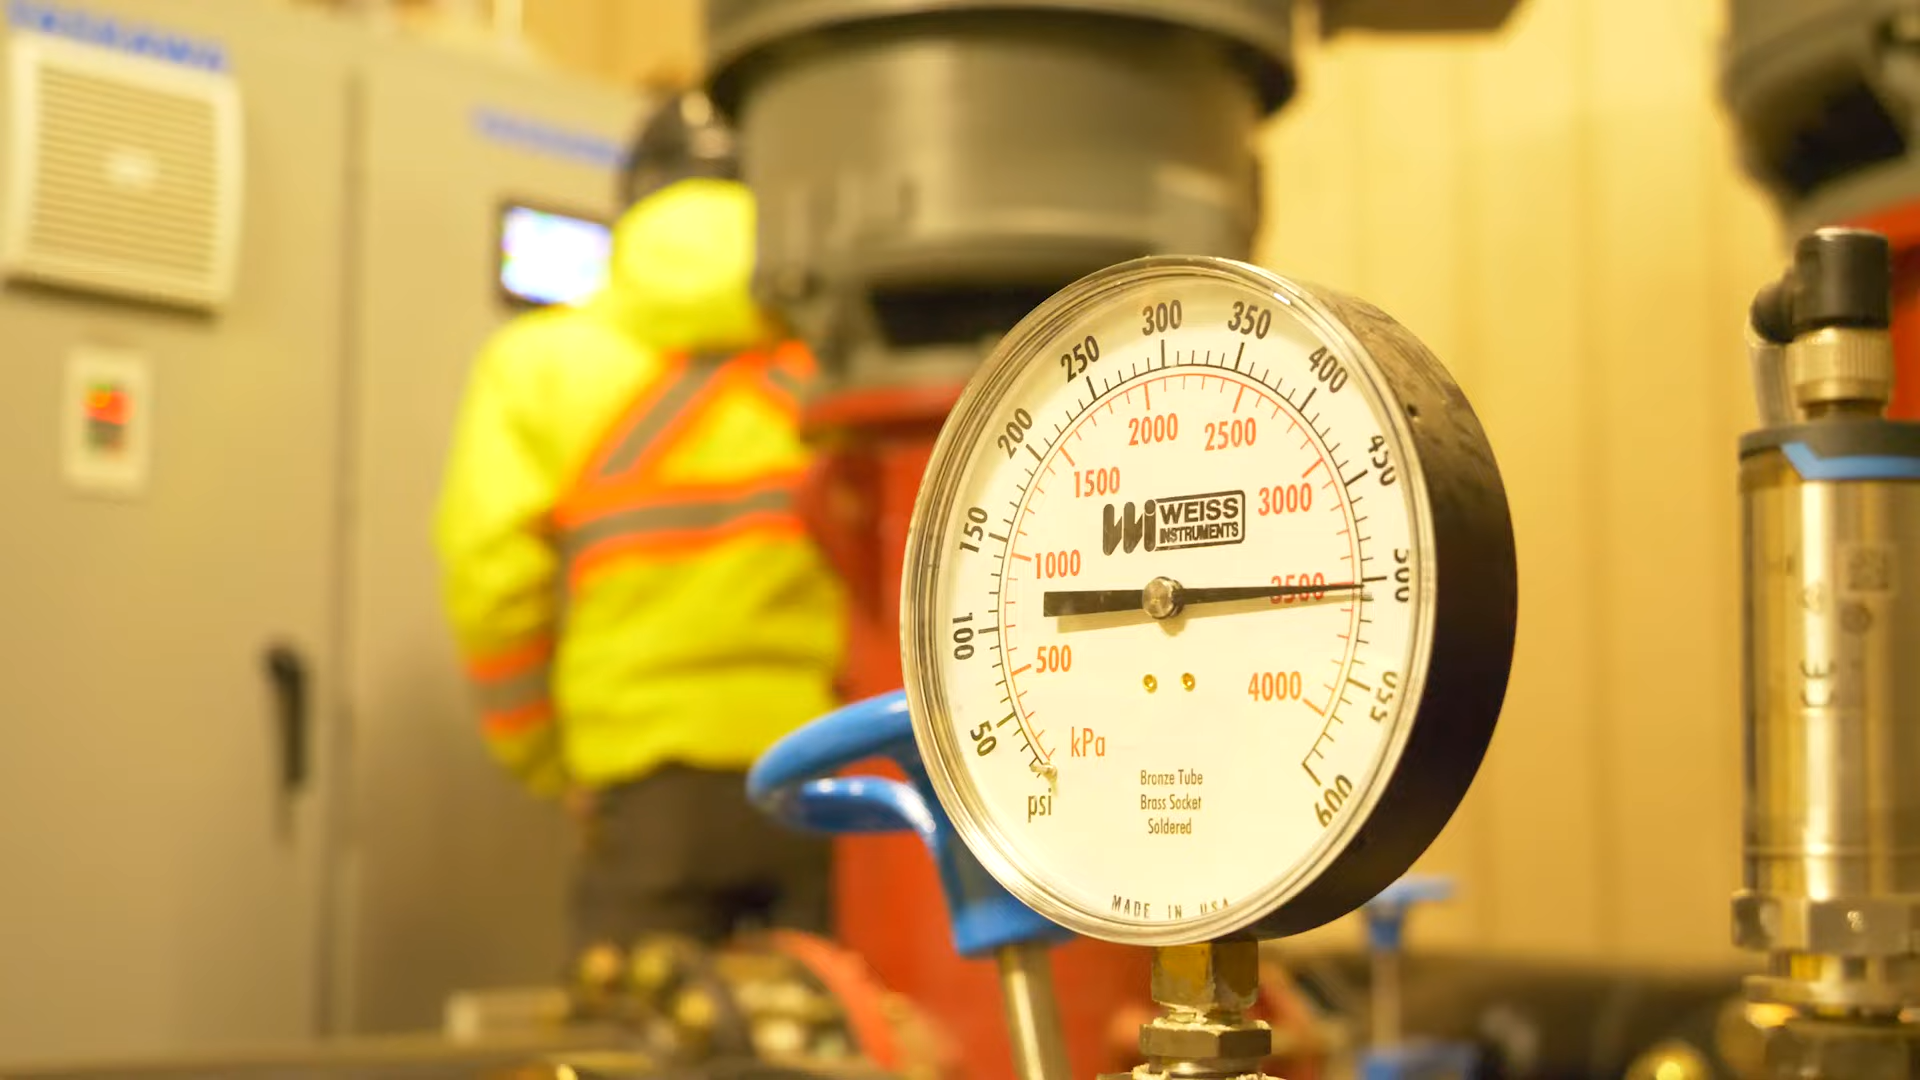 300
350
250
400
200
450
2000
2500
1500
3000
WEISS
INSTRUMENTS
150
1000
500
3500
100
500
4000
550
50
kPa
psi
600
Bronze Tube
Brass Socket
Soldered
MADE IN USA
CE